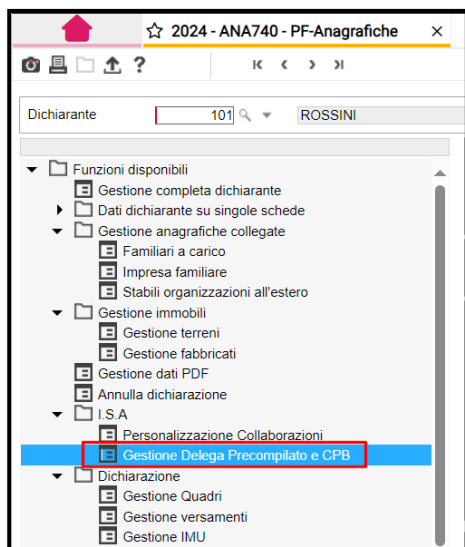 2024 - ANA740 - PF-Anagrafiche
Dichiarante 101 ROSSINI
Funzioni disponibili
Gestione completa dichiarante
Dati dichiarante su singole schede
Gestione anagrafiche collegate
Familiari a carico
Impresa familiare
Stabili organizzazioni all'estero
Gestione immobili
Gestione terreni
Gestione fabbricati
Gestione dati PDF
Annulla dichiarazione
I.S.A
Personalizzazione Collaborazioni
Gestione Delega Precompilato e CPB
Dichiarazione
Gestione Quadri
Gestione versamenti
Gestione IMU